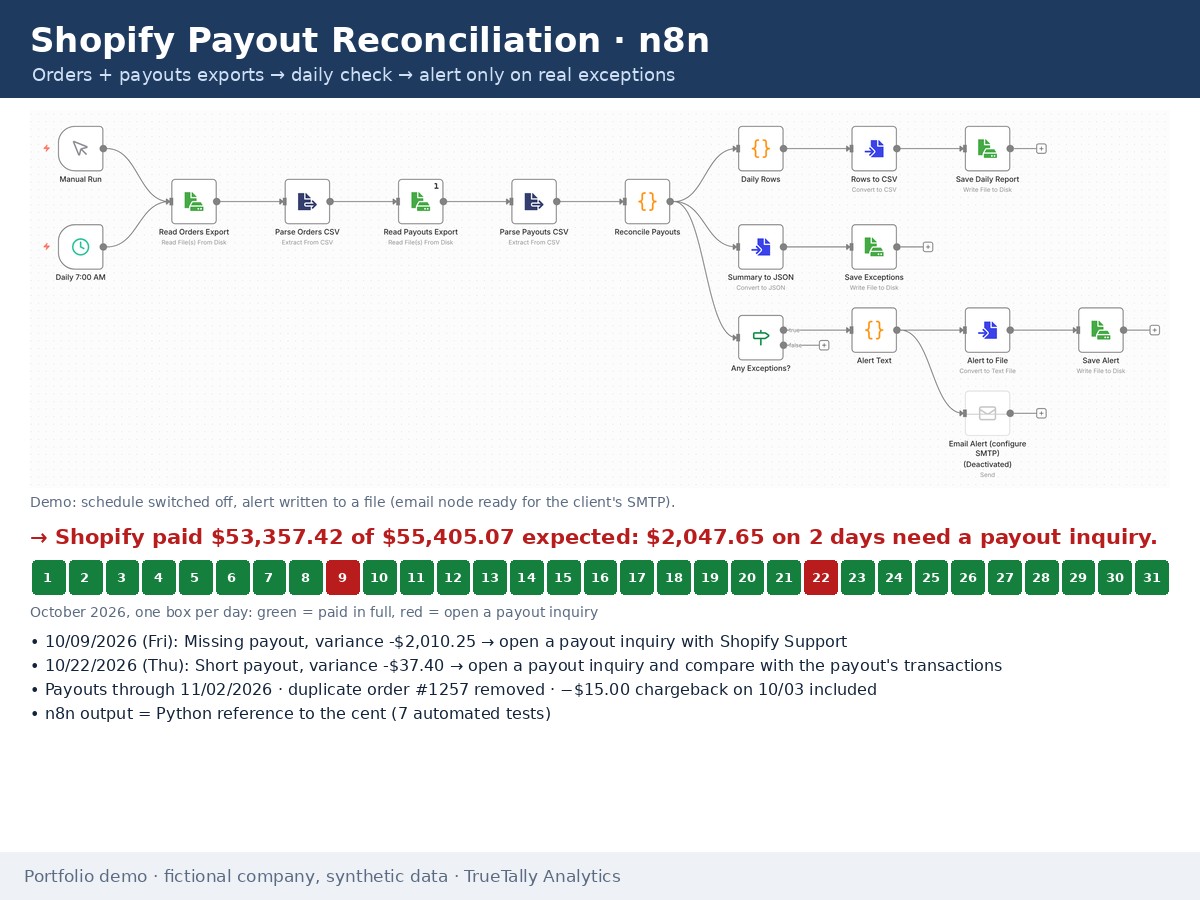 Shopify Payout Reconciliation · n8n
Orders + payouts exports → daily check → alert only on real exceptions
Manual Run
Daily 7:00 AM
Read Orders Export
Read File(s) From Disk
Parse Orders CSV
Extract From CSV
1
Read Payouts Export
Read File(s) From Disk
Parse Payouts CSV
Extract From CSV
Reconcile Payouts
Daily Rows
Rows to CSV
Convert to CSV
Save Daily Report
Write File to Disk
Summary to JSON
Convert to JSON
Save Exceptions
Write File to Disk
true
false
Any Exceptions?
Alert Text
Alert to File
Convert to Text File
Save Alert
Write File to Disk
Email Alert (configure
SMTP)
(Deactivated)
Send
Demo: schedule switched off, alert written to a file (email node ready for the client's SMTP).
→ Shopify paid $53,357.42 of $55,405.07 expected: $2,047.65 on 2 days need a payout inquiry.
1 2 3 4 5 6 7 8 9 10 11 12 13 14 15 16 17 18 19 20 21 22 23 24 25 26 27 28 29 30 31
October 2026, one box per day: green = paid in full, red = open a payout inquiry
• 10/09/2026 (Fri): Missing payout, variance -$2,010.25 → open a payout inquiry with Shopify Support
• 10/22/2026 (Thu): Short payout, variance -$37.40 → open a payout inquiry and compare with the payout's transactions
• Payouts through 11/02/2026 · duplicate order #1257 removed · −$15.00 chargeback on 10/03 included
• n8n output = Python reference to the cent (7 automated tests)
Portfolio demo · fictional company, synthetic data · TrueTally Analytics